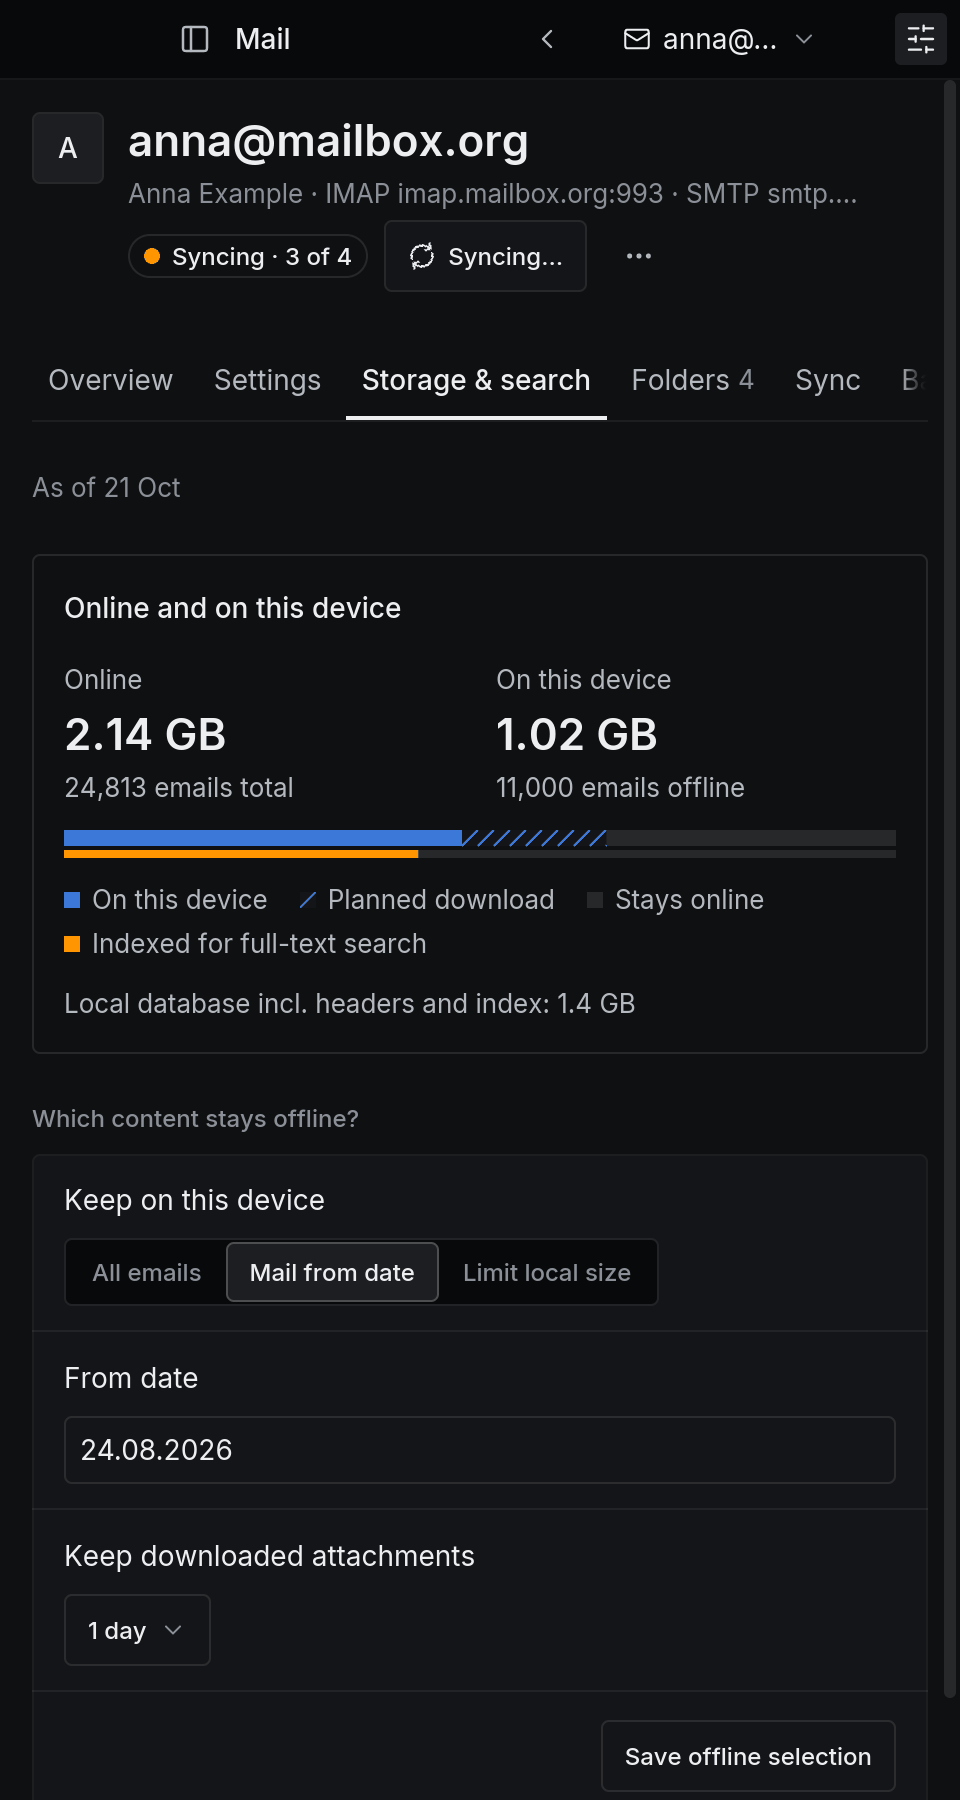 Mail
anna@...
A
anna@mailbox.org
Anna Example · IMAP imap.mailbox.org:993 · SMTP smtp....
Syncing · 3 of 4
Syncing...
Overview
Settings
Storage & search
Folders 4
Sync
As of 21 Oct
Online and on this device
Online
On this device
2.14 GB
1.02 GB
24,813 emails total
11,000 emails offline
On this device
Planned download
Stays online
Indexed for full-text search
Local database incl. headers and index: 1.4 GB
Which content stays offline?
Keep on this device
All emails
Mail from date
Limit local size
From date
24.08.2026
Keep downloaded attachments
1 day
Save offline selection